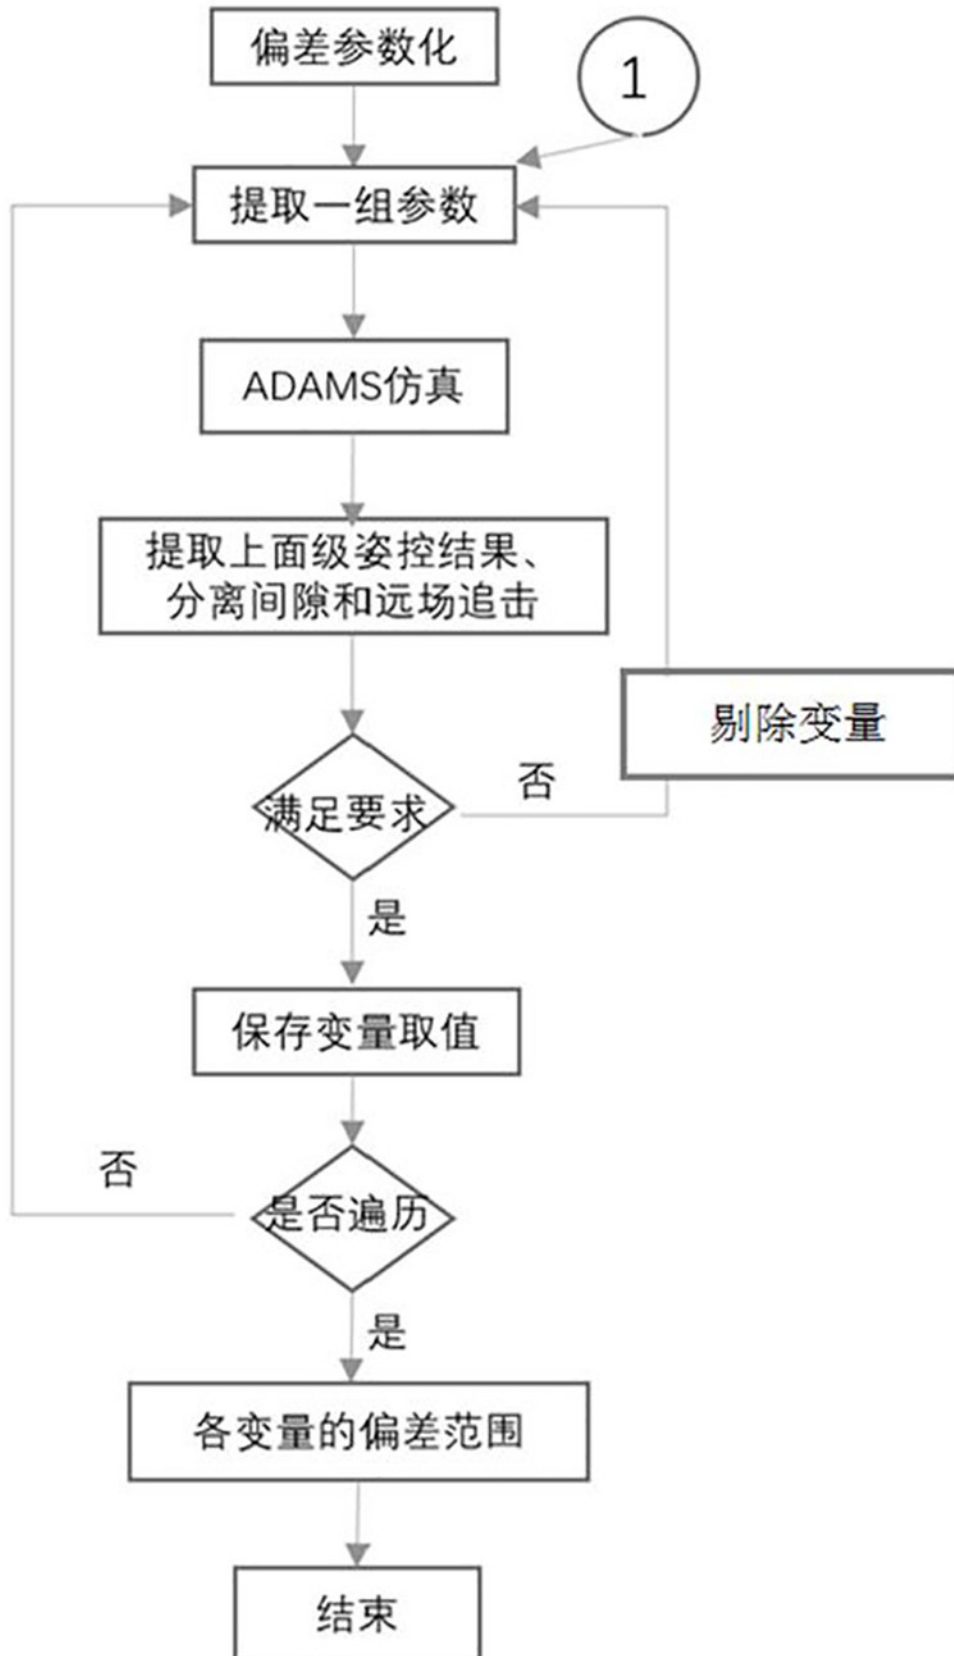 偏差参数化
1
提取一组参数
ADAMS仿真
提取上面级姿控结果、
分离间隙和远场追击
剔除变量
满足要求
否
是
保存变量取值
否
是否遍历
是
各变量的偏差范围
结束